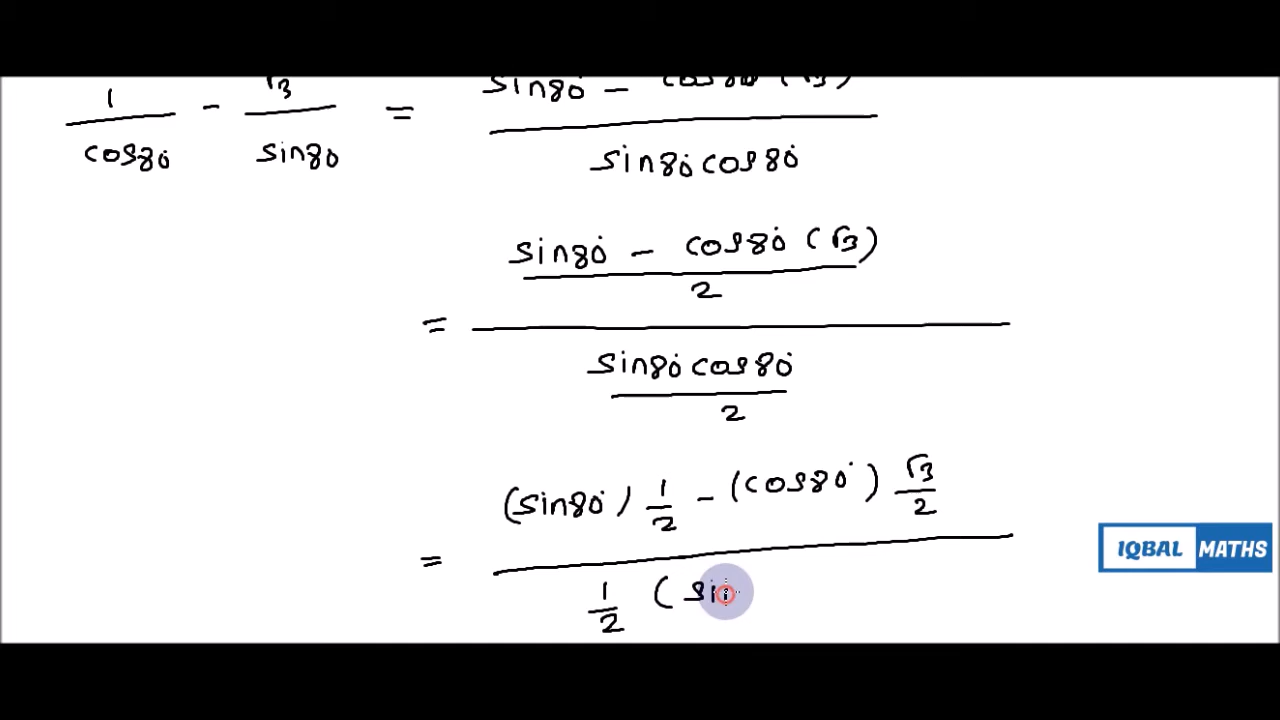 1/cos80° - √3/sin80° = sin80° - cos80° (√3)/sin80° cos80°
= sin80° - cos80° (√3)/2 / sin80° cos80°/2
= (sin80°) 1/2 - (cos80°) √3/2 / 1/2 ( sin
IQBAL MATHS